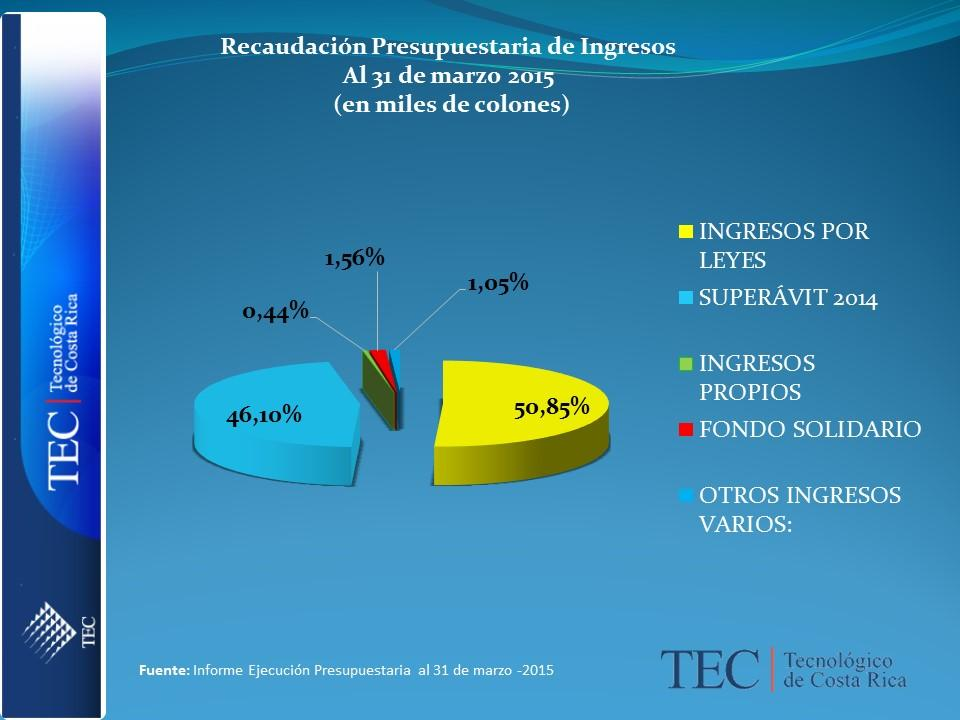 Recaudación Presupuestaria de Ingresos
Al 31 de marzo 2015
(en miles de colones)
1,56%
1,05%
0,44%
46,10%
50,85%
INGRESOS POR
LEYES
SUPERÁVIT 2014
INGRESOS
PROPIOS
FONDO SOLIDARIO
OTROS INGRESOS
VARIOS:
TEC
Tecnológico
de Costa Rica
TEC
Fuente: Informe Ejecución Presupuestaria al 31 de marzo -2015
TEC
Tecnológico
de Costa Rica